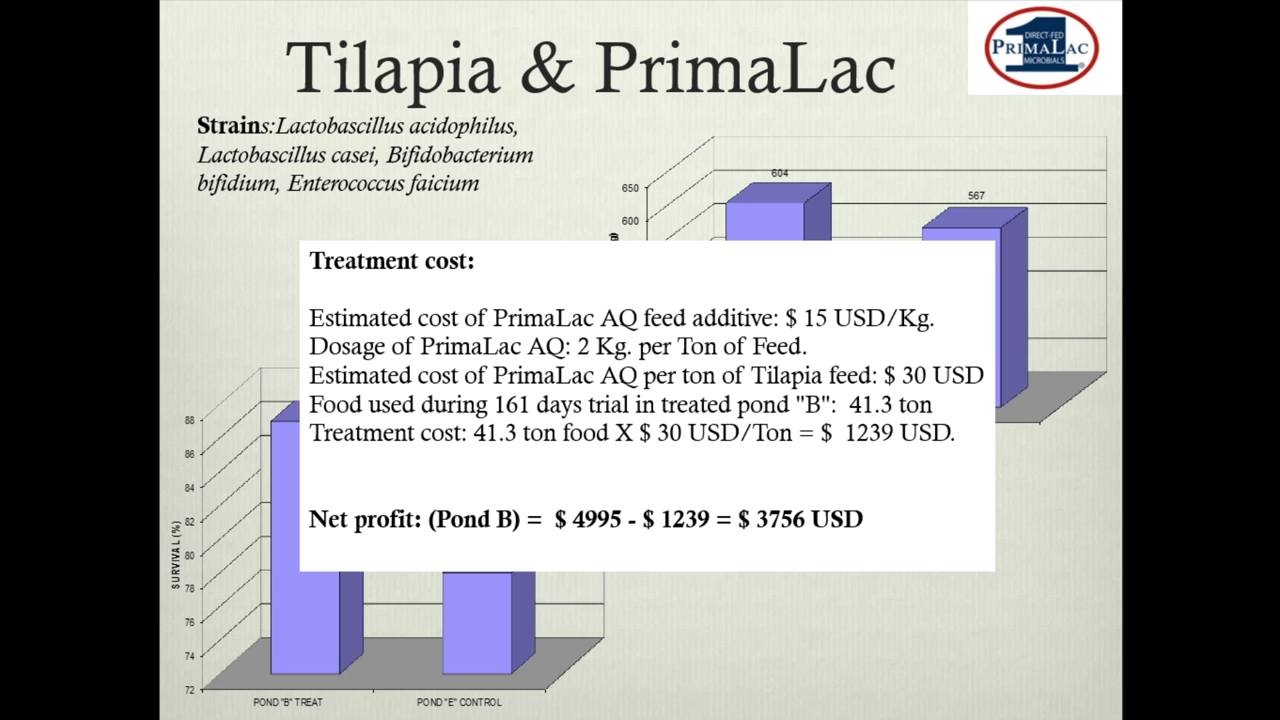 Tilapia & PrimaLac
DIRECT-FED
PRIMALAC
MICROBIALS
Strains:Lactobascillus acidophilus,
Lactobascillus casei, Bifidobacterium
bifidium, Enterococcus faicium
604
567
650
600
Treatment cost:
Estimated cost of PrimaLac AQ feed additive: $ 15 USD/Kg.
Dosage of PrimaLac AQ: 2 Kg. per Ton of Feed.
Estimated cost of PrimaLac AQ per ton of Tilapia feed: $ 30 USD
Food used during 161 days trial in treated pond "B": 41.3 ton
Treatment cost: 41.3 ton food X $ 30 USD/Ton = $ 1239 USD.
Net profit: (Pond B) = $ 4995 - $ 1239 = $ 3756 USD
SURVIVAL (%)
88
86
84
82
80
78
76
74
72
POND "B" TREAT
POND "E" CONTROL